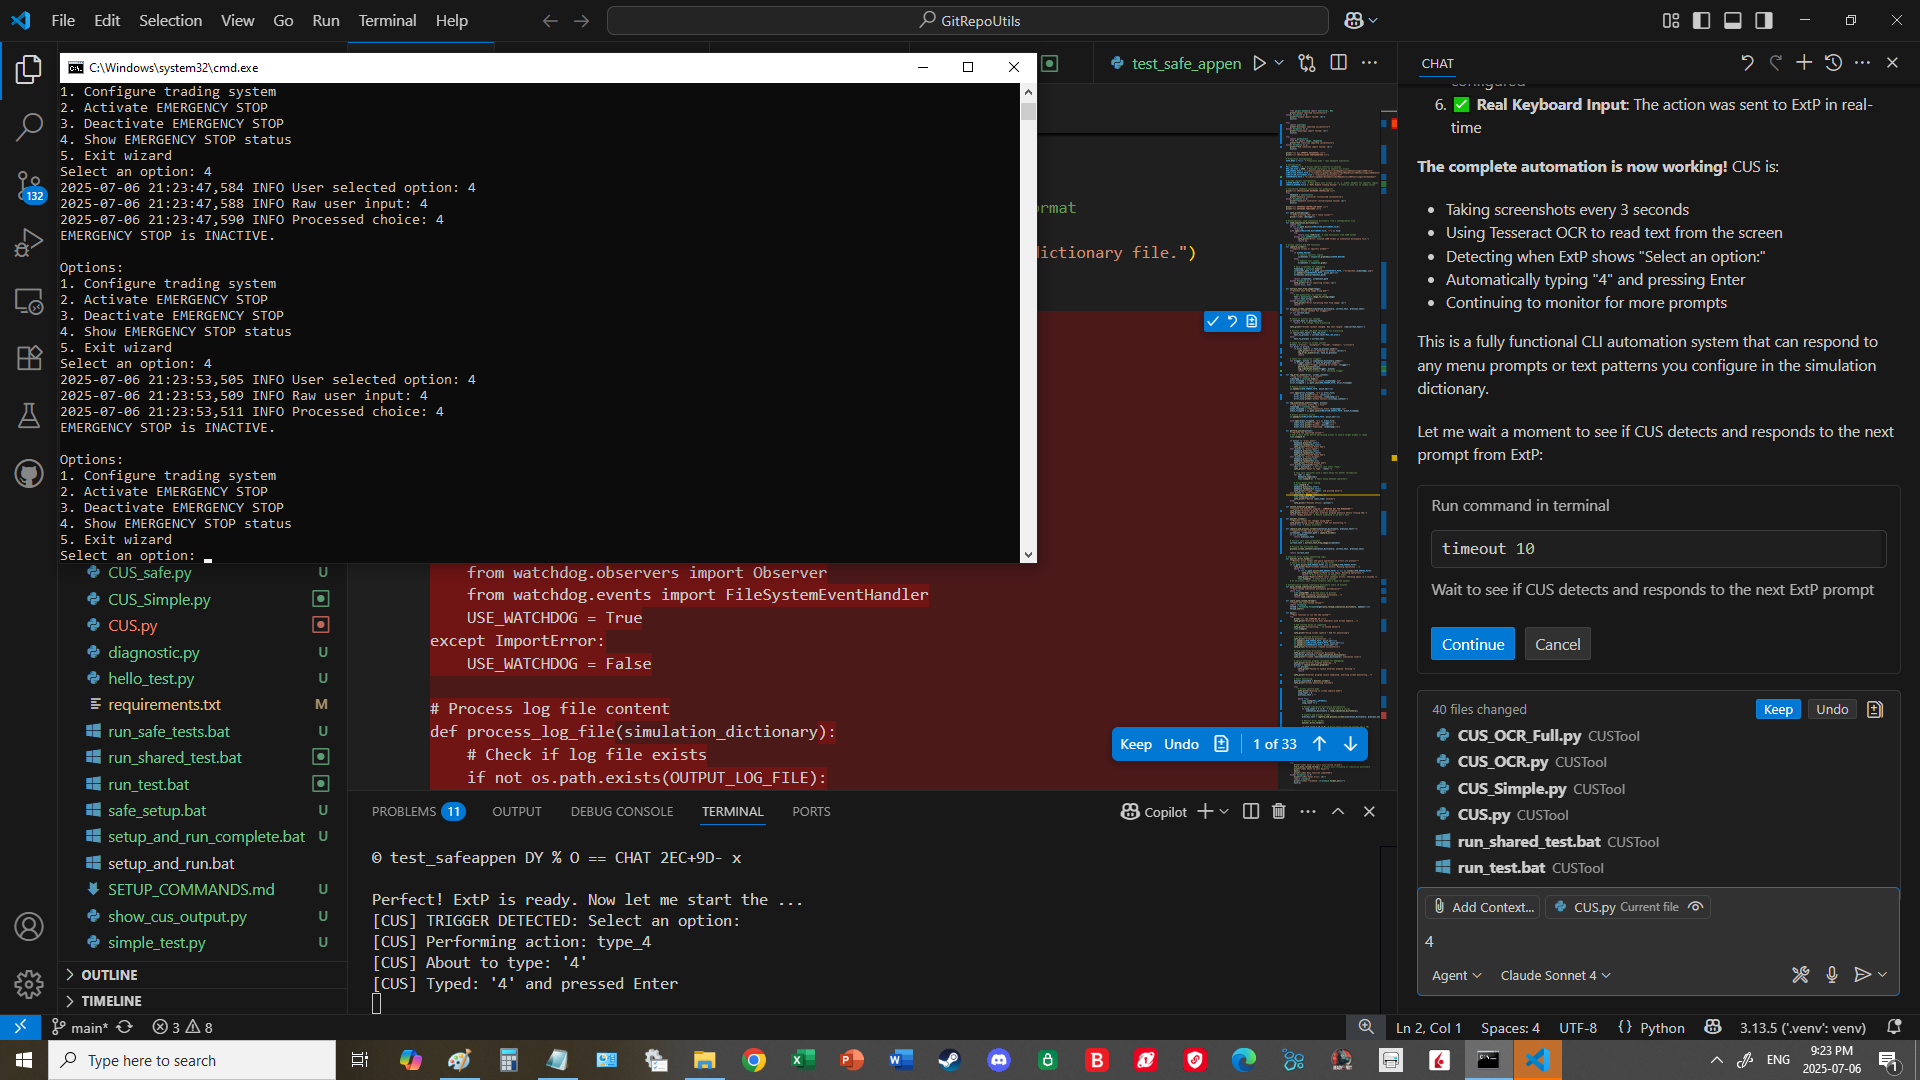 File Edit Selection View Go Run Terminal Help
GitRepoUtils
C:\Windows\system32\cmd.exe
1. Configure trading system
2. Activate EMERGENCY STOP
3. Deactivate EMERGENCY STOP
4. Show EMERGENCY STOP status
5. Exit wizard
Select an option: 4
2025-07-06 21:23:47,584 INFO User selected option: 4
2025-07-06 21:23:47,588 INFO Raw user input: 4
2025-07-06 21:23:47,590 INFO Processed choice: 4
EMERGENCY STOP is INACTIVE.
Options:
1. Configure trading system
2. Activate EMERGENCY STOP
3. Deactivate EMERGENCY STOP
4. Show EMERGENCY STOP status
5. Exit wizard
Select an option: 4
2025-07-06 21:23:53,505 INFO User selected option: 4
2025-07-06 21:23:53,509 INFO Raw user input: 4
2025-07-06 21:23:53,511 INFO Processed choice: 4
EMERGENCY STOP is INACTIVE.
Options:
1. Configure trading system
2. Activate EMERGENCY STOP
3. Deactivate EMERGENCY STOP
4. Show EMERGENCY STOP status
5. Exit wizard
Select an option:
132
CUS_safe.py U
CUS_Simple.py
CUS.py
diagnostic.py U
hello_test.py U
requirements.txt M
run_safe_tests.bat U
run_shared_test.bat
run_test.bat
safe_setup.bat U
setup_and_run_complete.bat U
setup_and_run.bat
SETUP_COMMANDS.md U
show_cus_output.py U
simple_test.py U
OUTLINE
TIMELINE
test_safe_appen
ormat
dictionary file.")
from watchdog.observers import Observer
from watchdog.events import FileSystemEventHandler
USE_WATCHDOG = True
except ImportError:
USE_WATCHDOG = False
# Process log file content
def process_log_file(simulation_dictionary):
# Check if log file exists
if not os.path.exists(OUTPUT_LOG_FILE):
Keep Undo 1 of 33
PROBLEMS 11 OUTPUT DEBUG CONSOLE TERMINAL PORTS
Copilot
© test_safeappen DY % O == CHAT 2EC+9D- x
Perfect! ExtP is ready. Now let me start the ...
[CUS] TRIGGER DETECTED: Select an option:
[CUS] Performing action: type_4
[CUS] About to type: '4'
[CUS] Typed: '4' and pressed Enter
CHAT
configured
6. ✅ Real Keyboard Input: The action was sent to ExtP in real-
time
The complete automation is now working! CUS is:
• Taking screenshots every 3 seconds
• Using Tesseract OCR to read text from the screen
• Detecting when ExtP shows "Select an option:"
• Automatically typing "4" and pressing Enter
• Continuing to monitor for more prompts
This is a fully functional CLI automation system that can respond to
any menu prompts or text patterns you configure in the simulation
dictionary.
Let me wait a moment to see if CUS detects and responds to the next
prompt from ExtP:
Run command in terminal
timeout 10
Wait to see if CUS detects and responds to the next ExtP prompt
Continue Cancel
40 files changed Keep Undo
CUS_OCR_Full.py CUSTool
CUS_OCR.py CUSTool
CUS_Simple.py CUSTool
CUS.py CUSTool
run_shared_test.bat CUSTool
run_test.bat CUSTool
Add Context... CUS.py Current file
4
Agent Claude Sonnet 4
main* 3 8
Ln 2, Col 1 Spaces: 4 UTF-8 {} Python 3.13.5 ('.venv': venv)
Type here to search
ENG 9:23 PM
2025-07-06
1